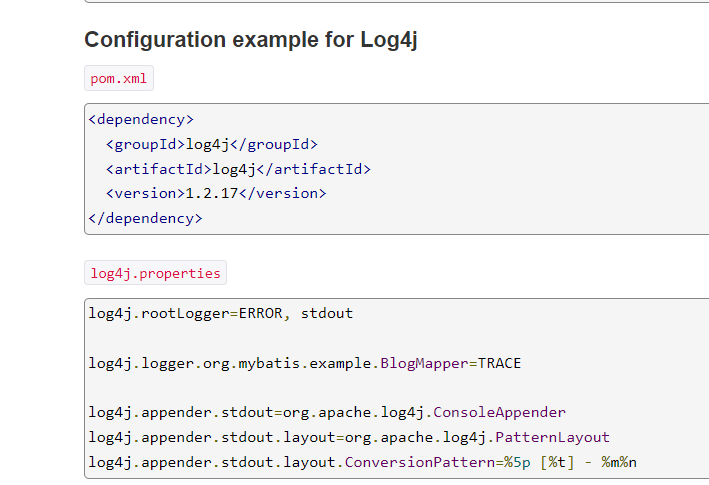 Configuration example for Log4j
pom.xml
<dependency>
  <groupId>log4j</groupId>
  <artifactId>log4j</artifactId>
  <version>1.2.17</version>
</dependency>
log4j.properties
log4j.rootLogger=ERROR, stdout
log4j.logger.org.mybatis.example.BlogMapper=TRACE
log4j.appender.stdout=org.apache.log4j.ConsoleAppender
log4j.appender.stdout.layout=org.apache.log4j.PatternLayout
log4j.appender.stdout.layout.ConversionPattern=%5p [%t] - %m%n